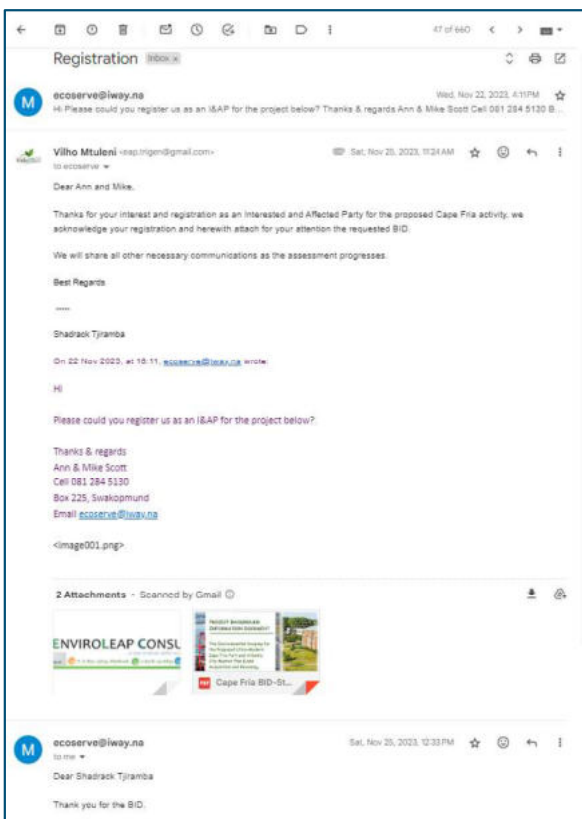 47 of 660
Registration Inbox x
ecoserve@iway.na Wed, Nov 22, 2023, 4:11 PM
Hi Please could you register us as an I&AP for the project below? Thanks & regards Ann & Mike Scott Cell 081 284 5130 B...
Vilho Mtuleni <eap.trigen@gmail.com> Sat, Nov 25, 2023, 11:24 AM
to ecoserve
Dear Ann and Mike,
Thanks for your interest and registration as an Interested and Affected Party for the proposed Cape Fria activity, we
acknowledge your registration and herewith attach for your attention the requested BID.
We will share all other necessary communications as the assessment progresses.
Best Regards
-----
Shadrack Tjiramba
On 22 Nov 2023, at 16:11, ecoserve@iway.na wrote:
Hi
Please could you register us as an I&AP for the project below?
Thanks & regards
Ann & Mike Scott
Cell 081 284 5130
Box 225, Swakopmund
Email ecoserve@iway.na
<image001.png>
2 Attachments • Scanned by Gmail
ENVIROLEAP CONSU
PROJECT BACKGROUND
INFORMATION DOCUMENT
PDF Cape Fria BID-St...
M ecoserve@iway.na Sat, Nov 25, 2023, 12:33 PM
to me
Dear Shadrack Tjiramba
Thank you for the BID.